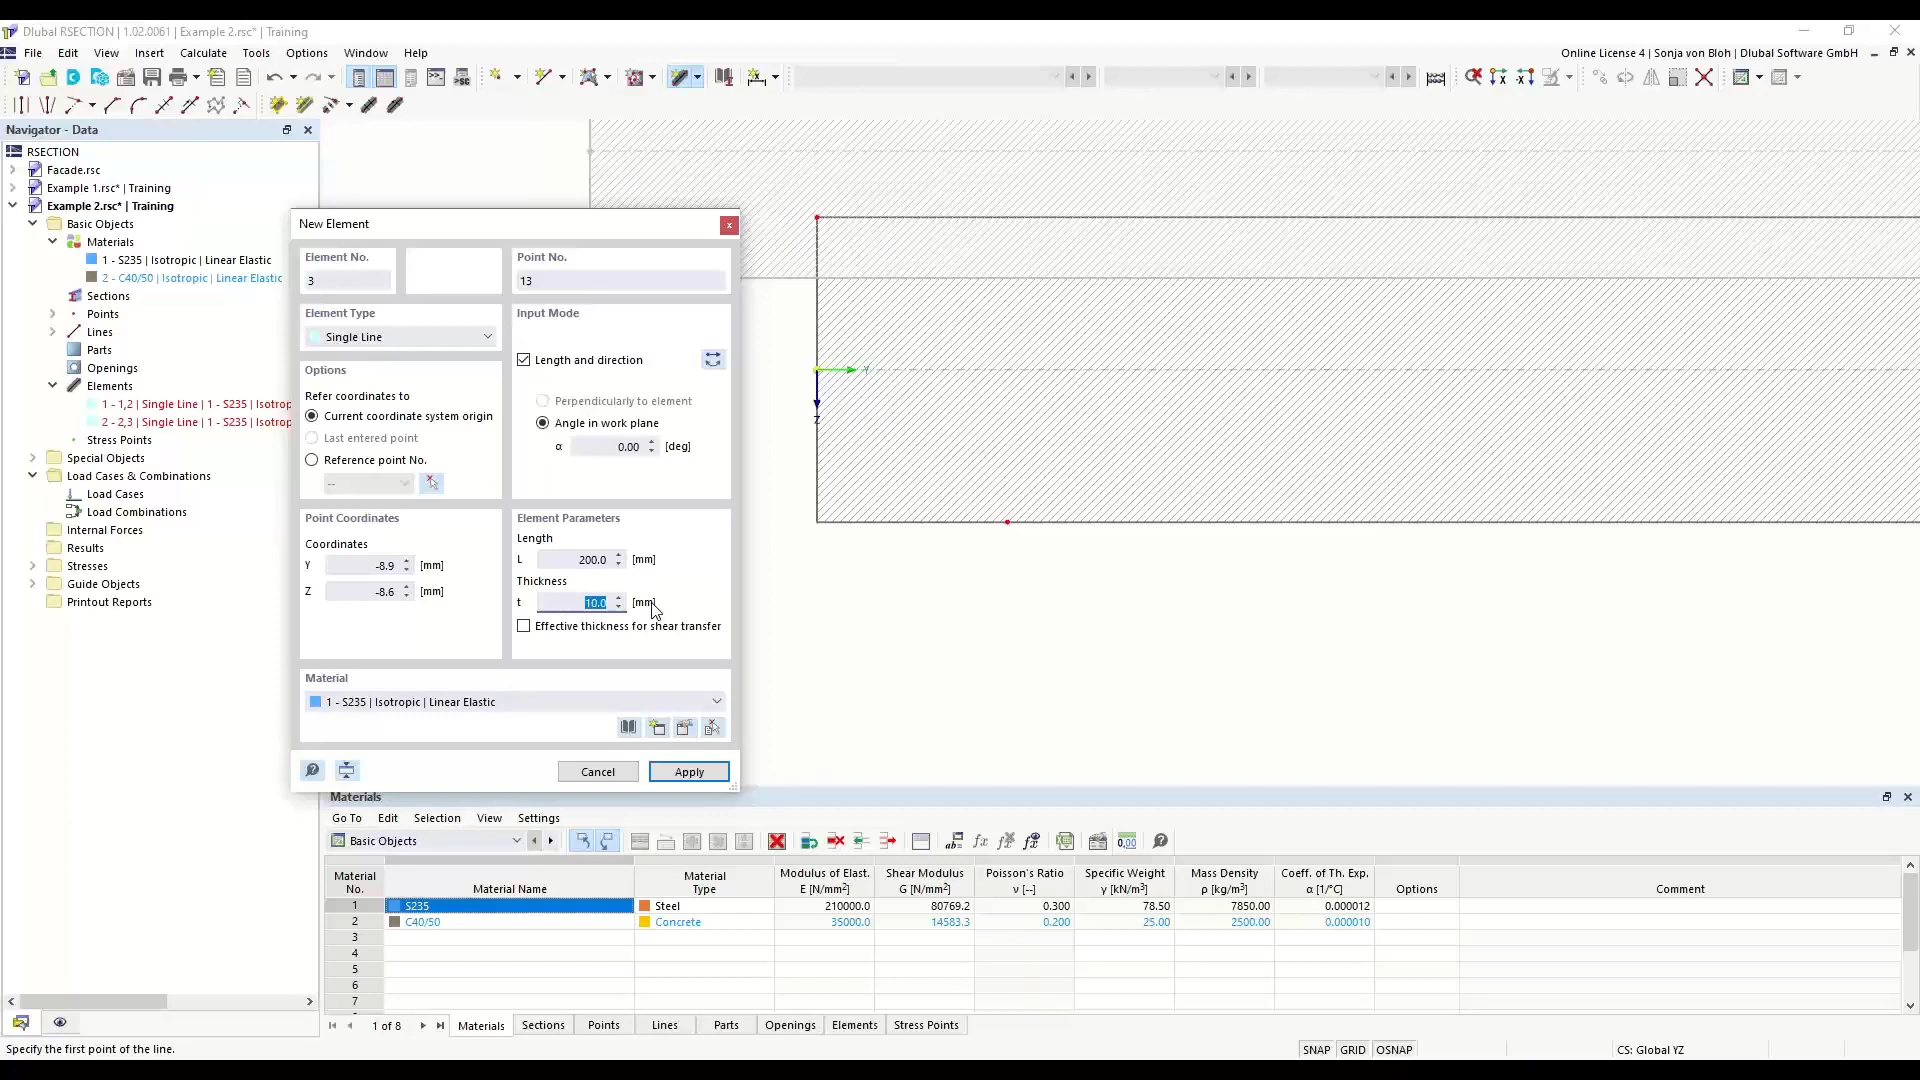 Dlubal RSECTION | 1.02.0061 | Example 2.rsc* | Training
File Edit View Insert Calculate Tools Options Window Help
Online License 4 | Sonja von Bloh | Dlubal Software GmbH
Navigator - Data
RSECTION
Facade.rsc
Example 1.rsc* | Training
Example 2.rsc* | Training
Basic Objects
Materials
1 - S235 | Isotropic | Linear Elastic
2 - C40/50 | Isotropic | Linear Elastic
Sections
Points
Lines
Parts
Openings
Elements
1 - 1,2 | Single Line | 1 - S235 | Isotrop
2 - 2,3 | Single Line | 1 - S235 | Isotrop
Stress Points
Special Objects
Load Cases & Combinations
Load Cases
Load Combinations
Internal Forces
Results
Stresses
Guide Objects
Printout Reports
New Element
Element No.
3
Point No.
13
Element Type
Single Line
Input Mode
Length and direction
Perpendicularly to element
Angle in work plane
α 0.00 [deg]
Options
Refer coordinates to
Current coordinate system origin
Last entered point
Reference point No.
--
Point Coordinates
Coordinates
Y -8.9 [mm]
Z -8.6 [mm]
Element Parameters
Length
L 200.0 [mm]
Thickness
t 10.0 [mm]
Effective thickness for shear transfer
Material
1 - S235 | Isotropic | Linear Elastic
Cancel Apply
Y
Z
Materials
Go To Edit Selection View Settings
Basic Objects
Material No. Material Name Material Type Modulus of Elast. E [N/mm²] Shear Modulus G [N/mm²] Poisson's Ratio ν [--] Specific Weight γ [kN/m³] Mass Density ρ [kg/m³] Coeff. of Th. Exp. α [1/°C] Options Comment
1 S235 Steel 210000.0 80769.2 0.300 78.50 7850.00 0.000012
2 C40/50 Concrete 35000.0 14583.3 0.200 25.00 2500.00 0.000010
3
4
5
6
7
1 of 8 Materials Sections Points Lines Parts Openings Elements Stress Points
Specify the first point of the line.
SNAP GRID OSNAP CS: Global YZ